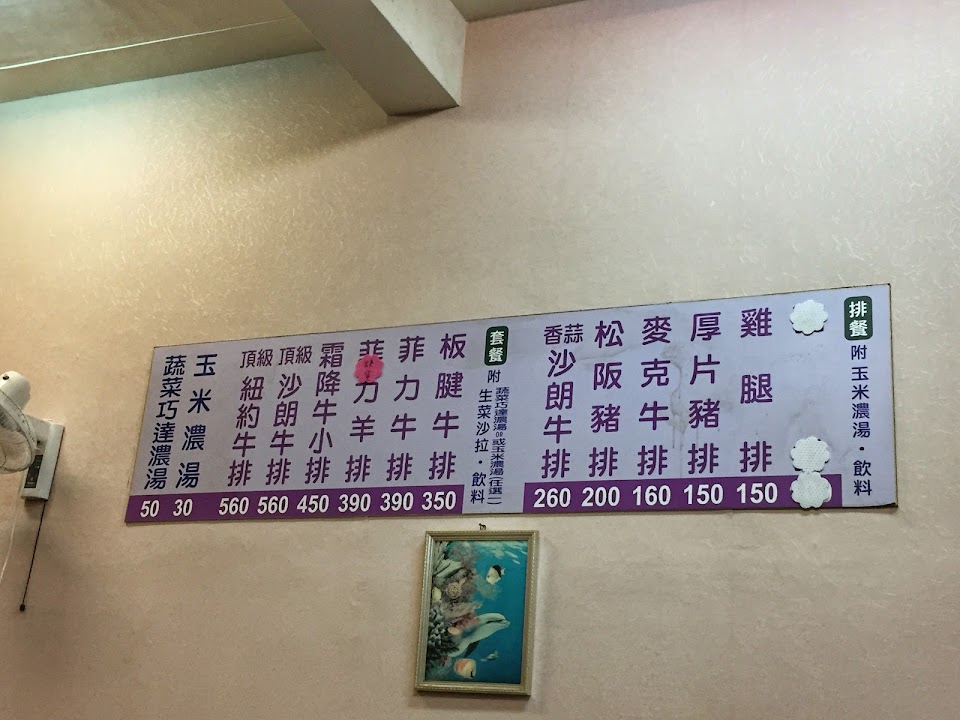 排餐 附玉米濃湯・飲料
雞腿排 150
厚片豬排 150
麥克牛排 160
松阪豬排 200
香蒜沙朗牛排 260
套餐 附 蔬菜巧達濃湯OR或玉米濃湯(任選一)
生菜沙拉・飲料
板腱牛排 350
菲力牛排 390
菲力羊排 390
霜降牛小排 450
頂級沙朗牛排 560
頂級紐約牛排 560
玉米濃湯 30
蔬菜巧達濃湯 50